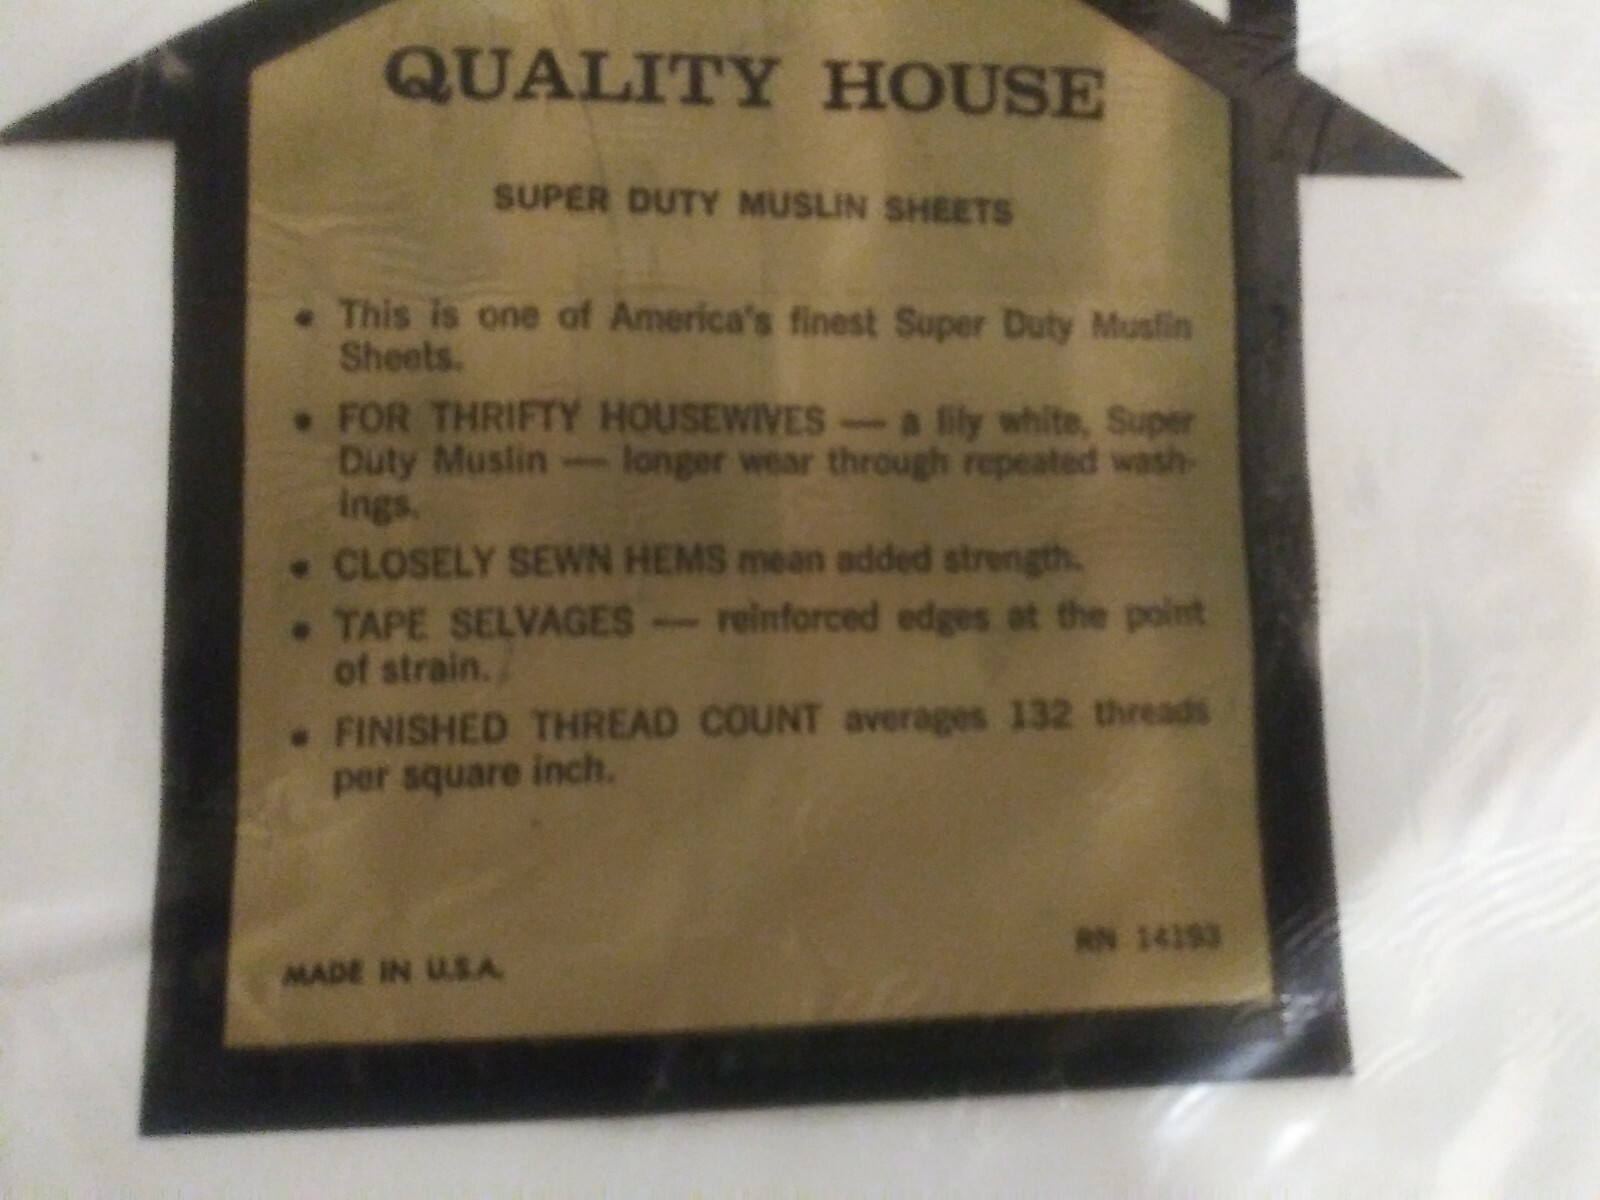 QUALITY HOUSE
SUPER DUTY MUSLIN SHEETS
• This is one of America's finest Super Duty Muslin
Sheets.
• FOR THRIFTY HOUSEWIVES — a lily white, Super
Duty Muslin — longer wear through repeated wash-
ings.
• CLOSELY SEWN HEMS mean added strength.
• TAPE SELVAGES — reinforced edges at the point
of strain.
• FINISHED THREAD COUNT averages 132 threads
per square inch.
RN 14193
MADE IN U.S.A.